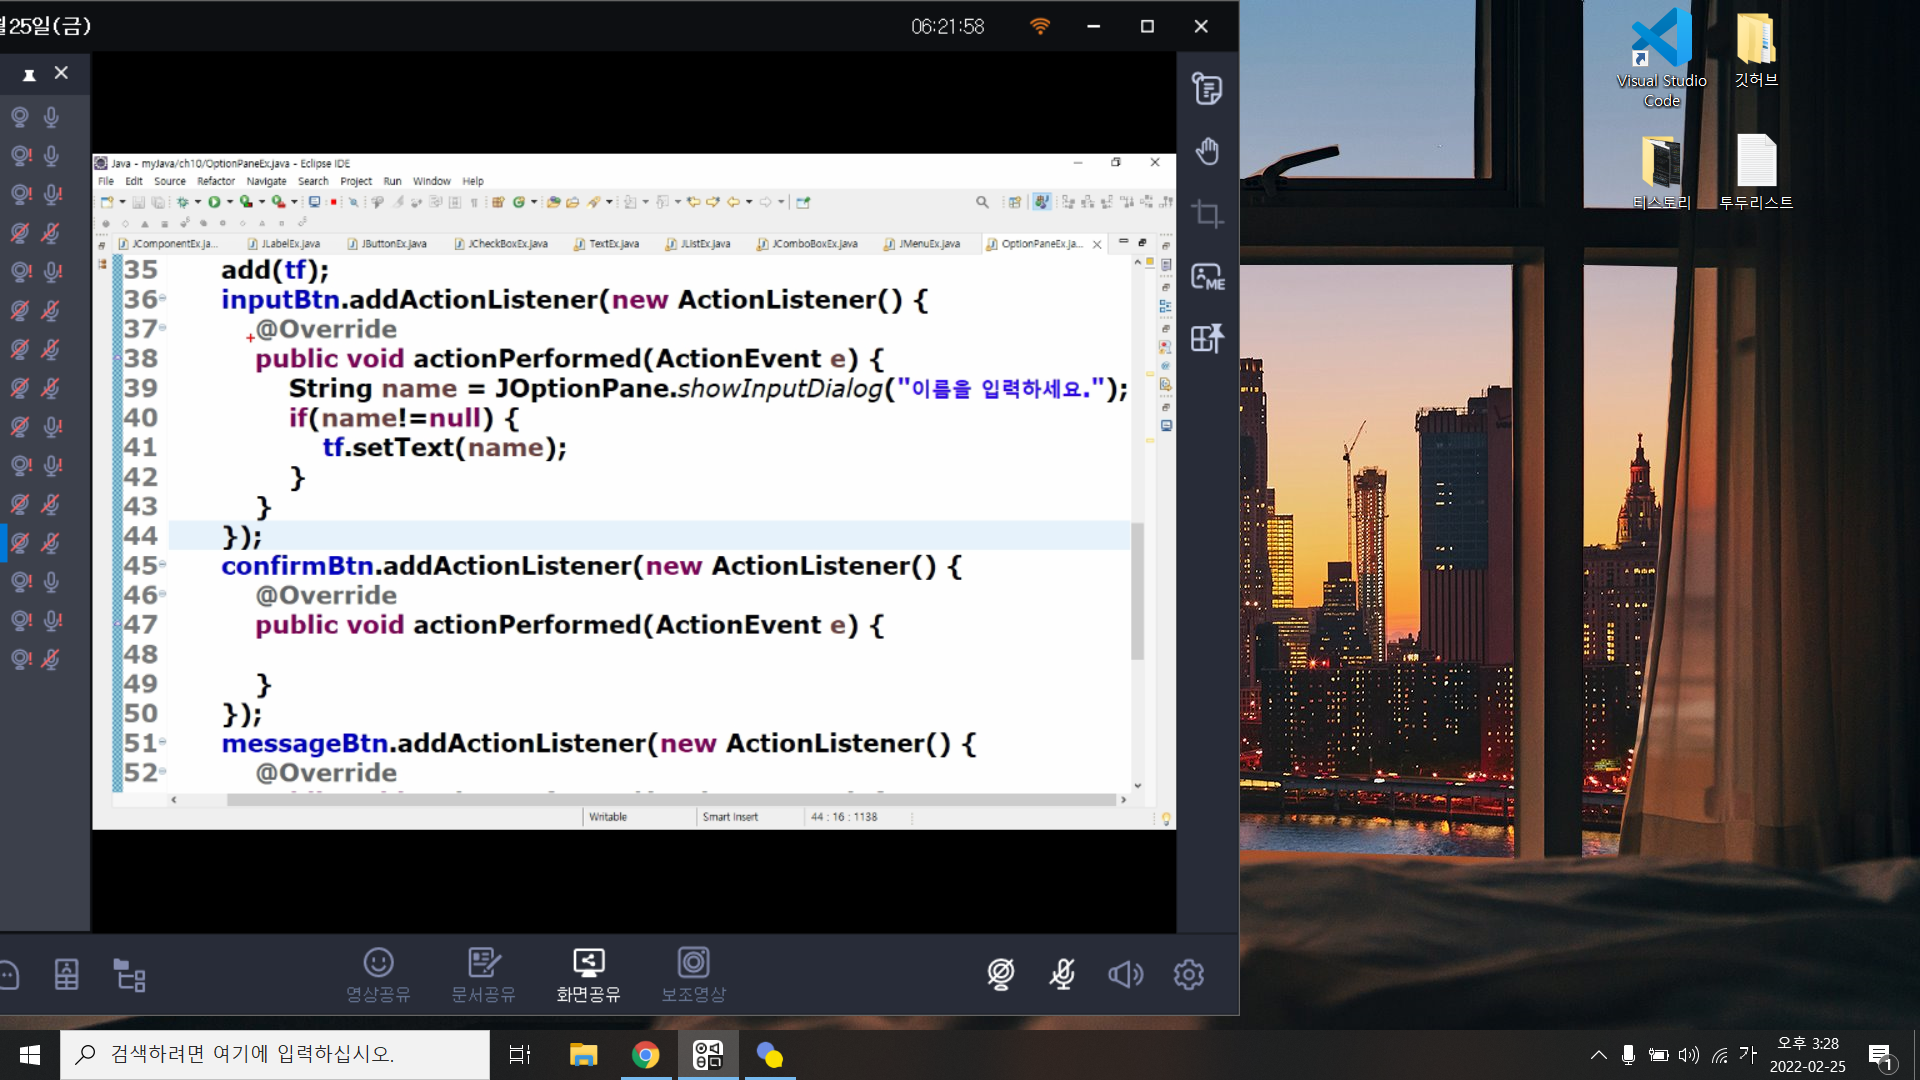 월25일(금)
06:21:58
Java - myJava/ch10/OptionPaneEx.java - Eclipse IDE
File Edit Source Refactor Navigate Search Project Run Window Help
JComponentEx.ja... JLabelEx.java JButtonEx.java JCheckBoxEx.java TextEx.java JListEx.java JComboBoxEx.java JMenuEx.java OptionPaneEx.ja...
35 add(tf);
36 inputBtn.addActionListener(new ActionListener() {
37 @Override
38 public void actionPerformed(ActionEvent e) {
39 String name = JOptionPane.showInputDialog("이름을 입력하세요.");
40 if(name!=null) {
41 tf.setText(name);
42 }
43 }
44 });
45 confirmBtn.addActionListener(new ActionListener() {
46 @Override
47 public void actionPerformed(ActionEvent e) {
48
49 }
50 });
51 messageBtn.addActionListener(new ActionListener() {
52 @Override
Writable Smart Insert 44 : 16 : 1138
ME
영상공유 문서공유 화면공유 보조영상
Visual Studio Code
깃허브
티스토리
투두리스트
검색하려면 여기에 입력하십시오.
가
오후 3:28
2022-02-25
1